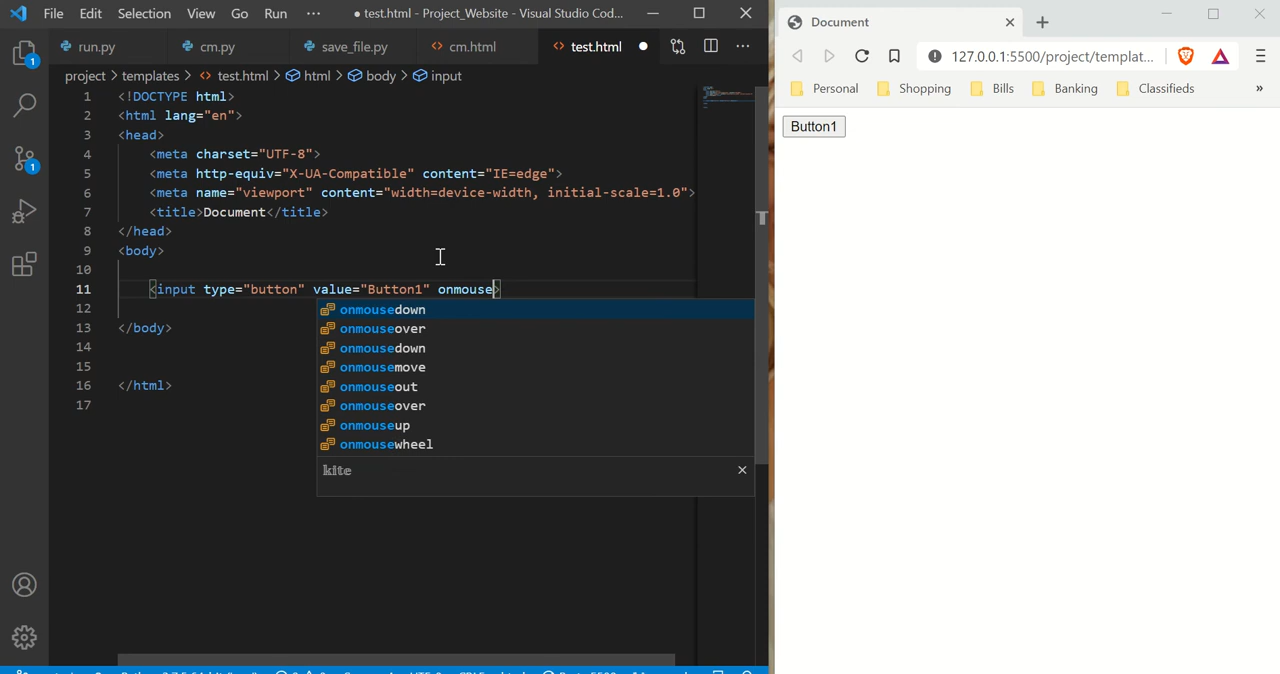 File Edit Selection View Go Run ··· ● test.html - Project_Website - Visual Studio Cod...
run.py cm.py save_file.py cm.html test.html
project > templates > test.html > html > body > input
1 <!DOCTYPE html>
2 <html lang="en">
3 <head>
4 <meta charset="UTF-8">
5 <meta http-equiv="X-UA-Compatible" content="IE=edge">
6 <meta name="viewport" content="width=device-width, initial-scale=1.0">
7 <title>Document</title>
8 </head>
9 <body>
10
11 <input type="button" value="Button1" onmouse>
12
13 </body>
14
15
16 </html>
17
onmousedown
onmouseover
onmousedown
onmousemove
onmouseout
onmouseover
onmouseup
onmousewheel
kite
1
1
Document
127.0.0.1:5500/project/templat...
Personal Shopping Bills Banking Classifieds »
Button1